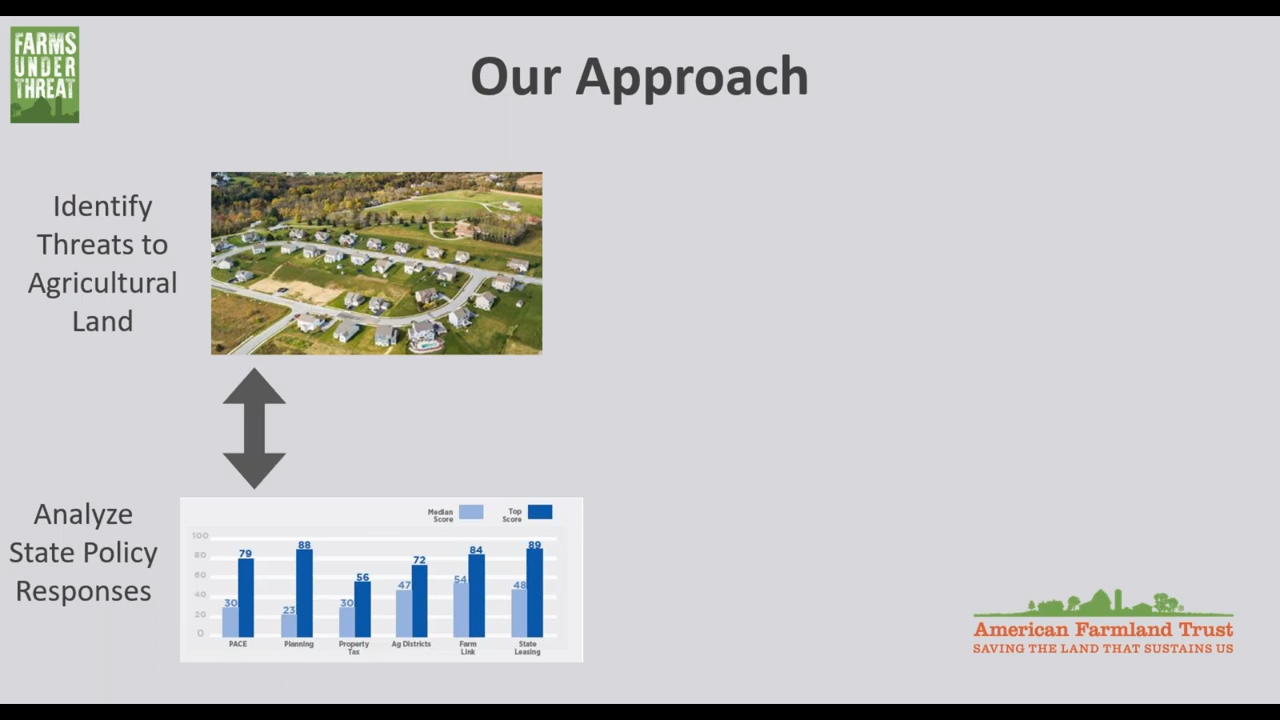 FARMS
UNDER
THREAT
Our Approach
Identify
Threats to
Agricultural
Land
Analyze
State Policy
Responses
Median
Score
Top
Score
100
80
60
40
20
0
30
79
23
88
30
56
47
72
54
84
48
89
PACE
Planning
Property
Tax
Ag Districts
Farm
Link
State
Leasing
American Farmland Trust
SAVING THE LAND THAT SUSTAINS US